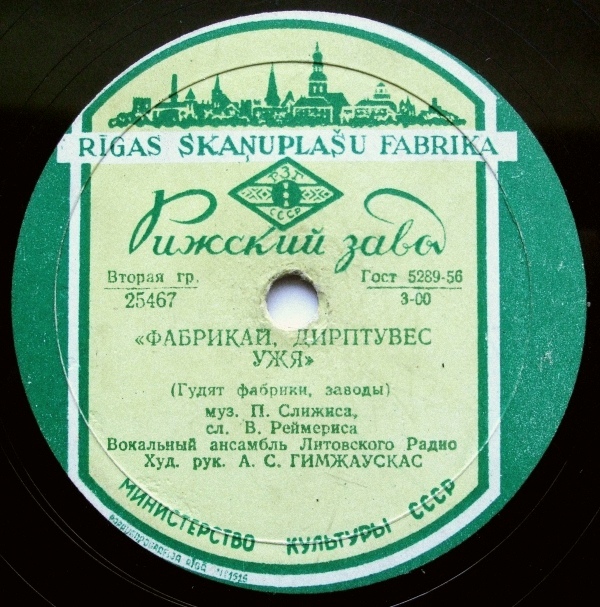 RĪGAS SKAŅUPLAŠU FABRIKA
РЗГ
СССР
Рижский завод
Вторая гр.
Гост 5289-56
25467
3-00
«ФАБРИКАЙ, ДИРПТУВЕС
УЖЯ»
(Гудят фабрики, заводы)
муз. П. Слижиса,
сл. В. Реймериса
Вокальный ансамбль Литовского Радио
Худ. рук. А. С. ГИМЖАУСКАС
МИНИСТЕРСТВО КУЛЬТУРЫ СССР